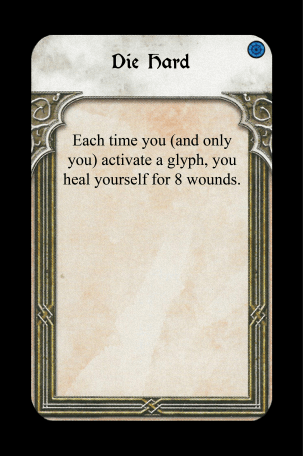 Die Hard
Each time you (and only
you) activate a glyph, you
heal yourself for 8 wounds.